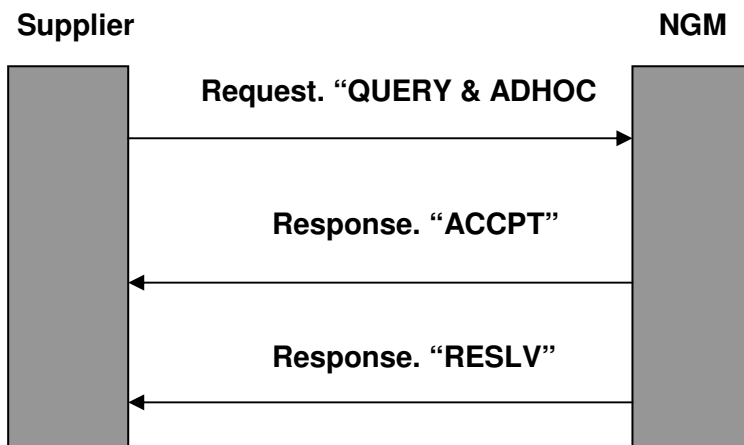 Supplier NGM
Request. “QUERY & ADHOC
Response. “ACCPT”
Response. “RESLV”